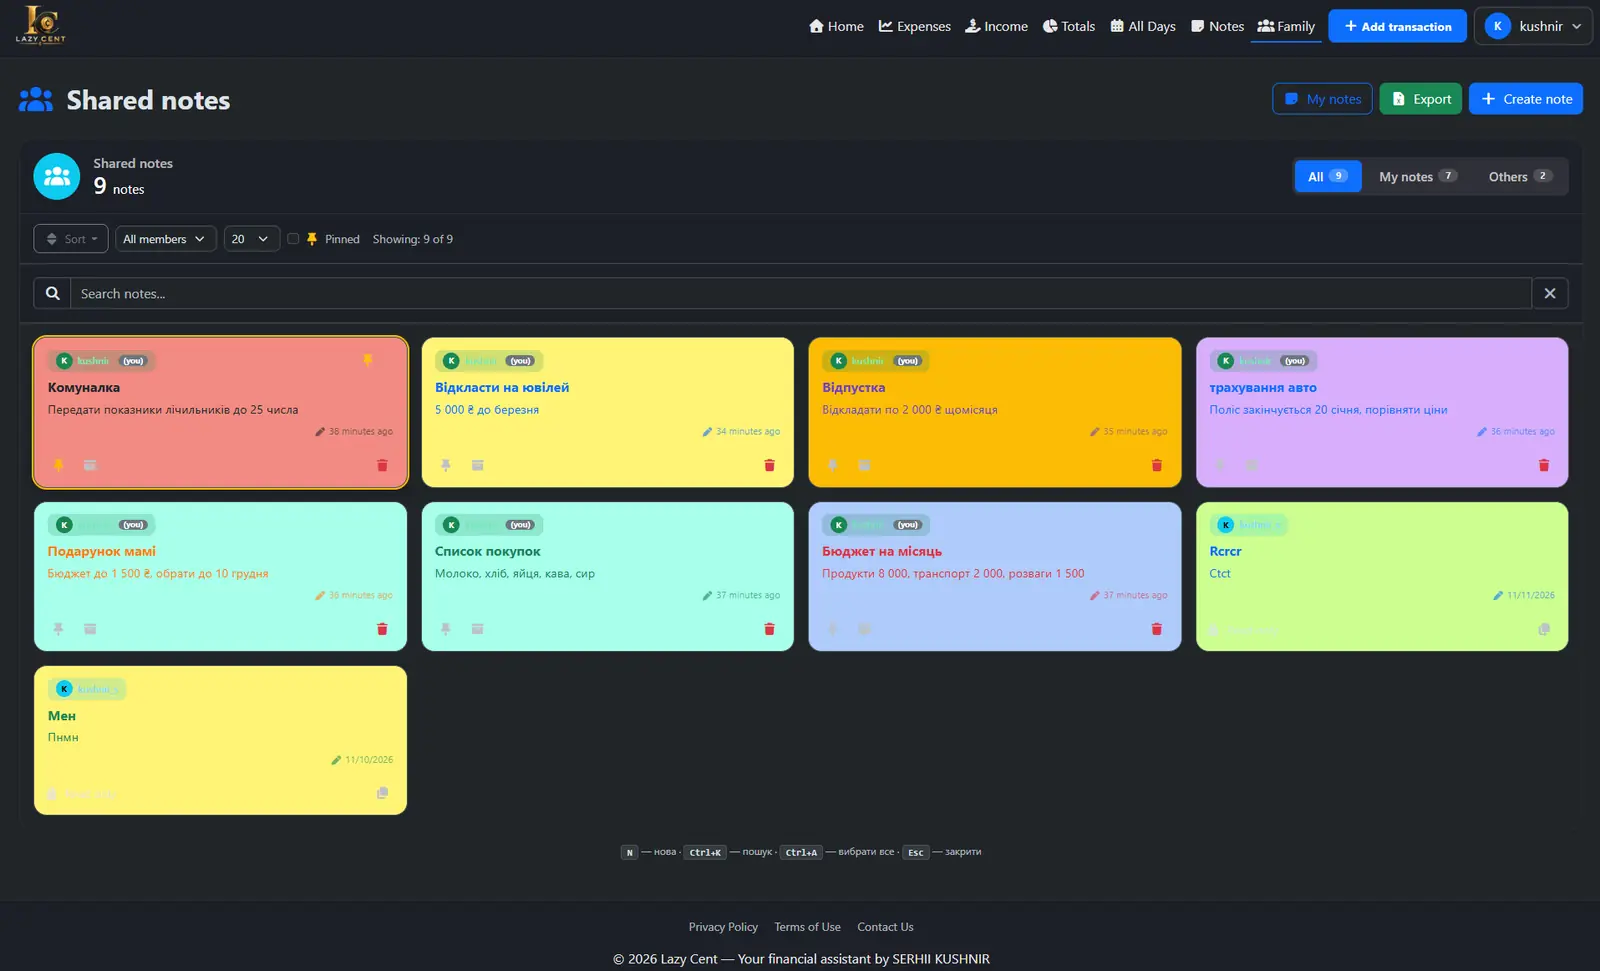 LAZY CENT
Home Expenses Income Totals All Days Notes Family + Add transaction K kushnir
Shared notes
My notes Export + Create note
Shared notes
9 notes
All 9 My notes 7 Others 2
Sort All members 20 Pinned Showing: 9 of 9
Search notes...
K kushnir (you)
Комуналка
Передати показники лічильників до 25 числа
38 minutes ago
K kushnir (you)
Відкласти на ювілей
5 000 ₴ до березня
34 minutes ago
K kushnir (you)
Відпустка
Відкладати по 2 000 ₴ щомісяця
35 minutes ago
K kushnir (you)
трахування авто
Поліс закінчується 20 січня, порівняти ціни
36 minutes ago
K (you)
Подарунок мамі
Бюджет до 1 500 ₴, обрати до 10 грудня
36 minutes ago
K (you)
Список покупок
Молоко, хліб, яйця, кава, сир
37 minutes ago
K (you)
Бюджет на місяць
Продукти 8 000, транспорт 2 000, розваги 1 500
37 minutes ago
K
Rcrcr
Ctct
11/11/2026
K
Мен
Пнмн
11/10/2026
N — нова · Ctrl+K — пошук · Ctrl+A — вибрати все · Esc — закрити
Privacy Policy Terms of Use Contact Us
© 2026 Lazy Cent — Your financial assistant by SERHII KUSHNIR